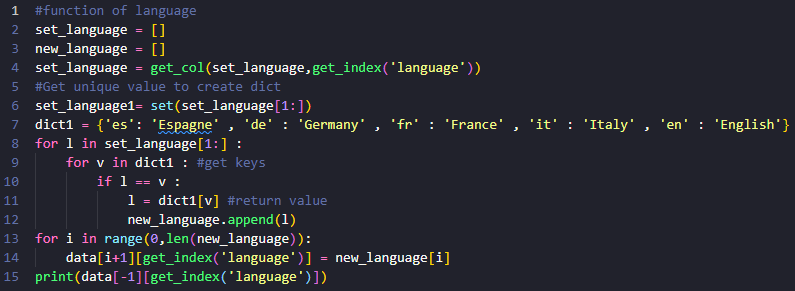 1 #function of language
2 set_language = []
3 new_language = []
4 set_language = get_col(set_language,get_index('language'))
5 #Get unique value to create dict
6 set_language1= set(set_language[1:])
7 dict1 = {'es': 'Espagne' , 'de' : 'Germany' , 'fr' : 'France' , 'it' : 'Italy' , 'en' : 'English'}
8 for l in set_language[1:] :
9     for v in dict1 : #get keys
10         if l == v :
11             l = dict1[v] #return value
12             new_language.append(l)
13 for i in range(0,len(new_language)):
14     data[i+1][get_index('language')] = new_language[i]
15 print(data[-1][get_index('language')])